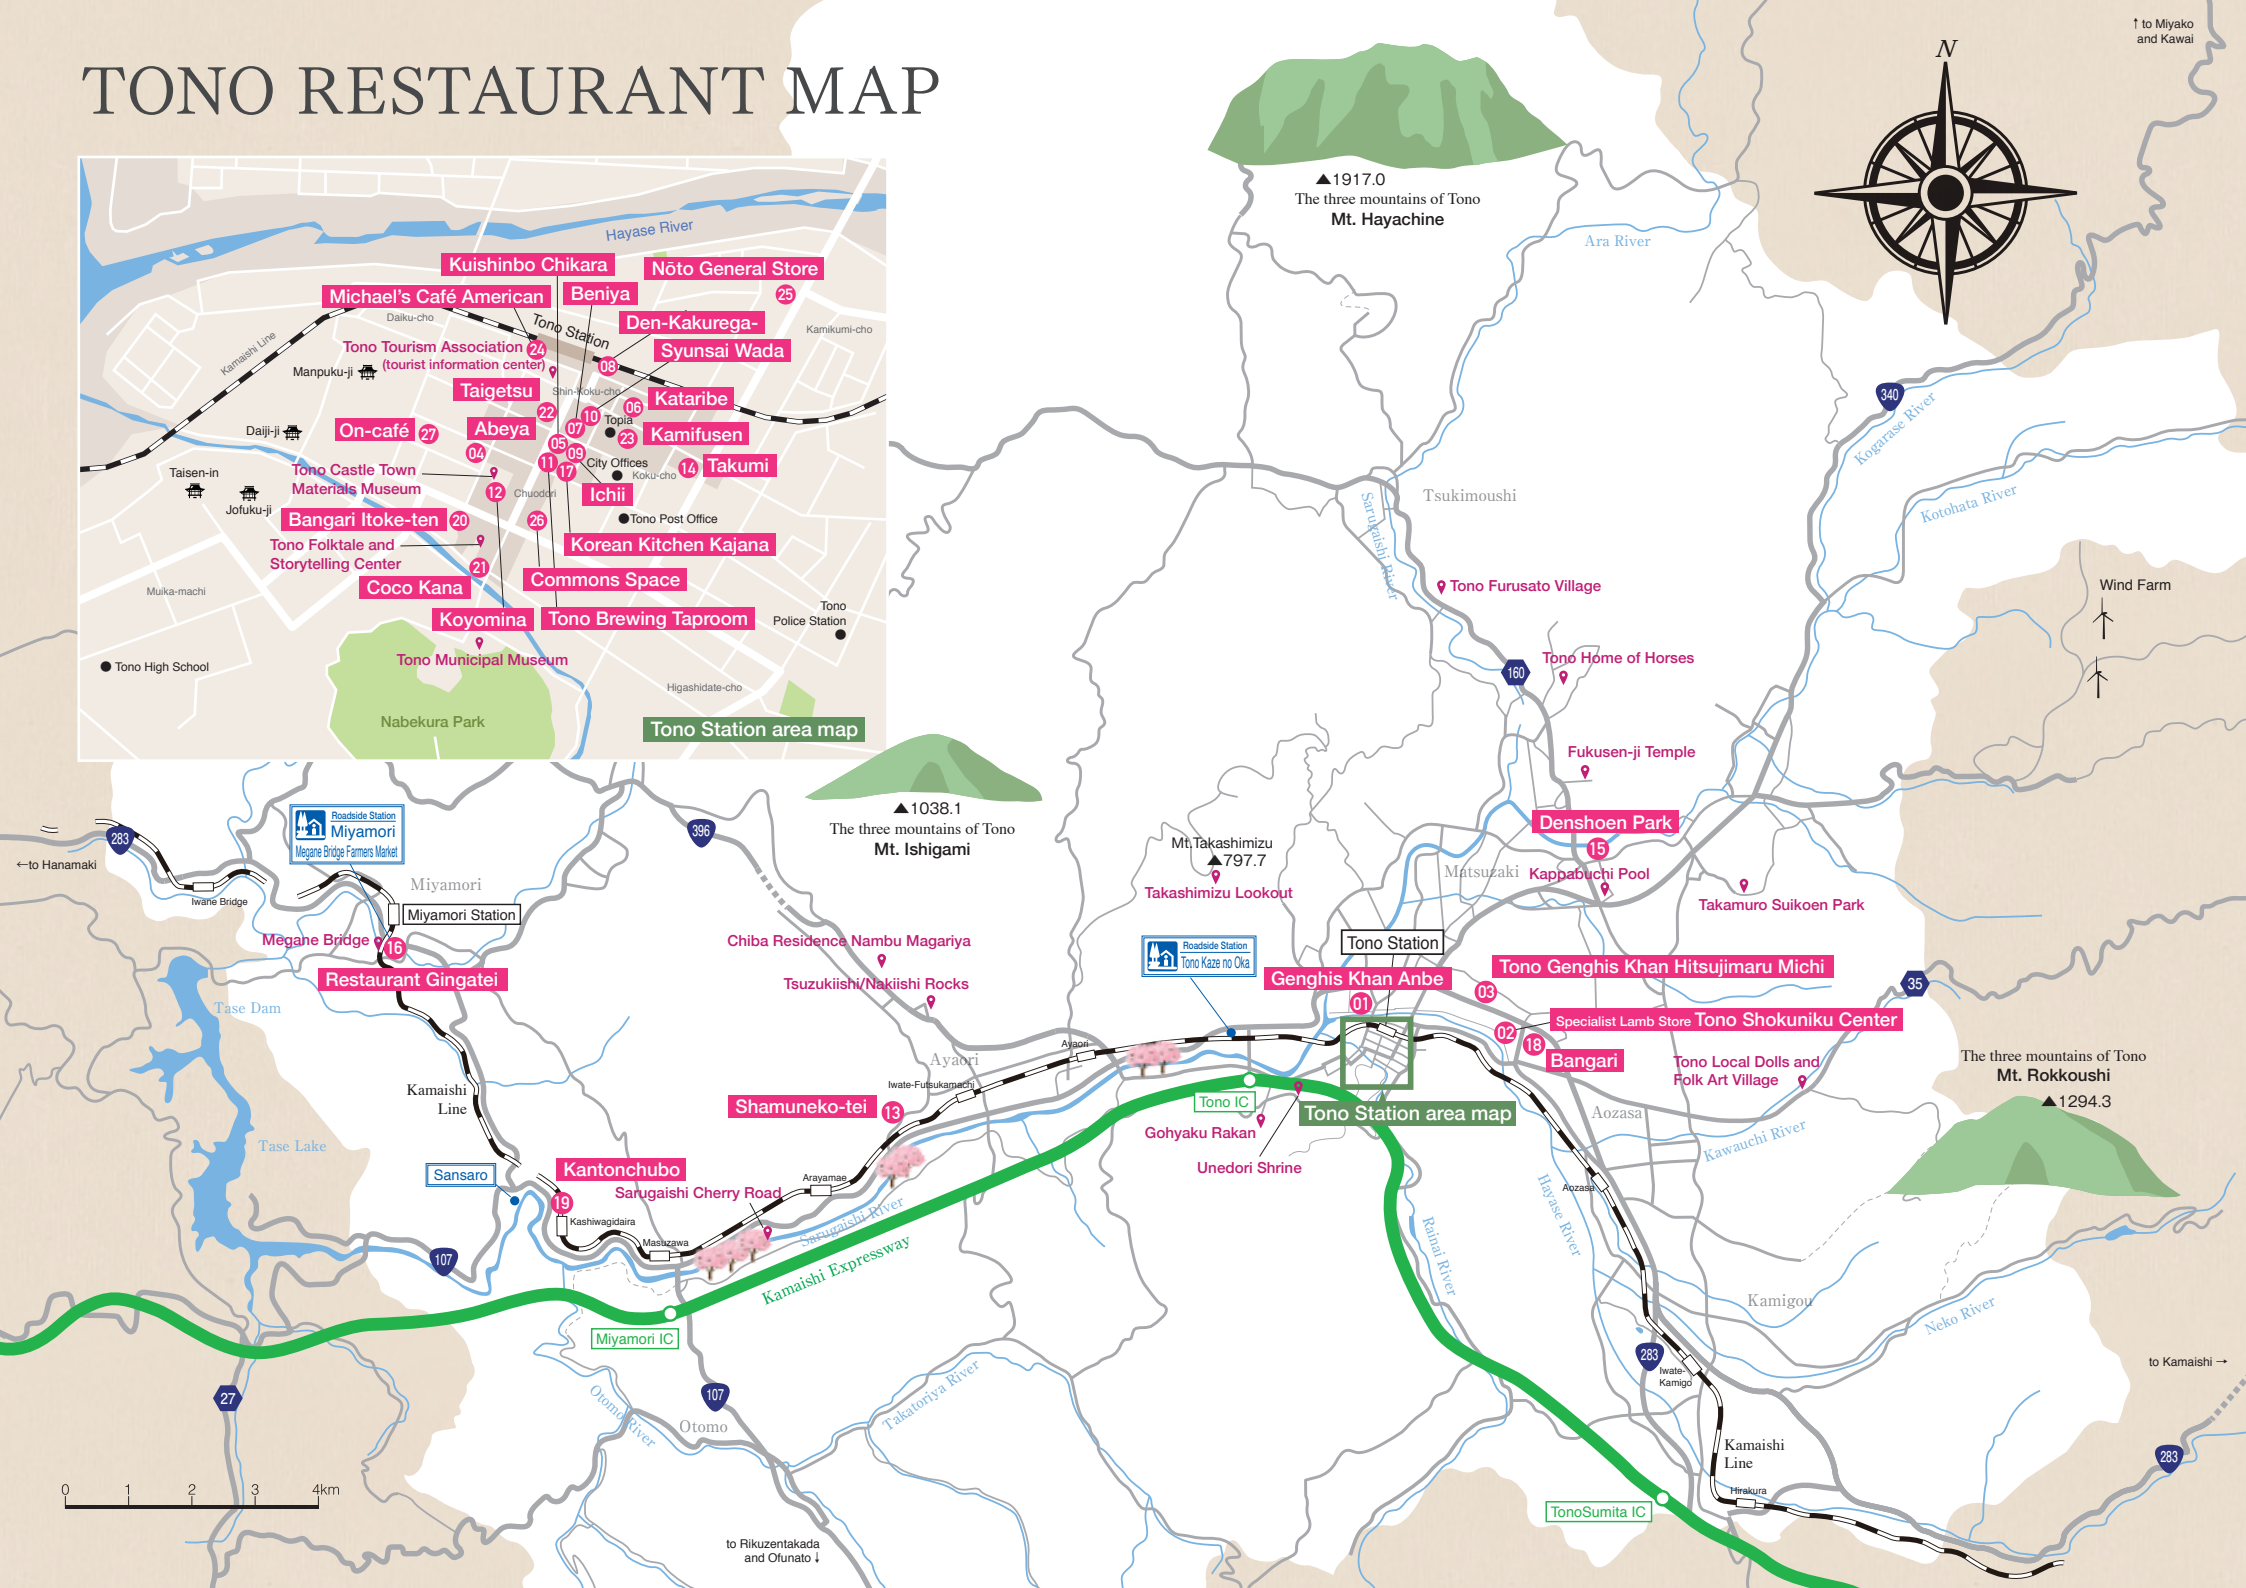 TONO RESTAURANT MAP
↑ to Miyako
and Kawai
N
▲1917.0
The three mountains of Tono
Mt. Hayachine
Ara River
Hayase River
Kuishinbo Chikara
Nōto General Store
25
Michael's Café American
Beniya
Daiku-cho
Tono Station
Den-Kakurega-
Kamikumi-cho
Kamaishi Line
Tono Tourism Association
(tourist information center)
24
Syunsai Wada
08
Manpuku-ji
Taigetsu
Shin-Koku-cho
Kataribe
22
10
06
Topia
On-café
27
Abeya
07
23
Kamifusen
Daiji-ji
05
04
09
11
17
City Offices
Koku-cho
14
Takumi
Taisen-in
Tono Castle Town
Materials Museum
12
Chuodori
Ichii
Jofuku-ji
Bangari Itoke-ten
20
26
Tono Post Office
Tono Folktale and
Storytelling Center
Korean Kitchen Kajana
21
Coco Kana
Commons Space
Muika-machi
Koyomina
Tono Brewing Taproom
Tono
Police Station
Tono Municipal Museum
Tono High School
Higashidate-cho
Nabekura Park
Tono Station area map
340
Kogarase River
Kotohata River
Tsukimoushi
Sarugaishi River
Tono Furusato Village
Wind Farm
160
Tono Home of Horses
Fukusen-ji Temple
▲1038.1
The three mountains of Tono
Mt. Ishigami
Denshoen Park
15
Mt.Takashimizu
▲797.7
Takashimizu Lookout
Matsuzaki
Kappabuchi Pool
Takamuro Suikoen Park
283
←to Hanamaki
Roadside Station
Miyamori
Megane Bridge Farmers Market
396
Iwane Bridge
Miyamori
Miyamori Station
Megane Bridge
16
Restaurant Gingatei
Chiba Residence Nambu Magariya
Tsuzukiishi/Nakiishi Rocks
Roadside Station
Tono Kaze no Oka
Tono Station
Genghis Khan Anbe
01
Tono Genghis Khan Hitsujimaru Michi
03
35
Specialist Lamb Store Tono Shokuniku Center
02
18
Bangari
Tono Local Dolls and
Folk Art Village
The three mountains of Tono
Mt. Rokkoushi
▲1294.3
Tase Dam
Tase Lake
Kamaishi
Line
Ayaori
Ayaori
Iwate-Futsukamachi
Shamuneko-tei
13
Tono IC
Tono Station area map
Gohyaku Rakan
Unedori Shrine
Aozasa
Kawauchi River
Aozasa
Hayase River
Rainai River
Sansaro
Kantonchubo
19
Sarugaishi Cherry Road
Arayamae
Kashiwagidaira
Masuzawa
Sarugaishi River
Kamaishi Expressway
107
Miyamori IC
Kamigou
Neko River
283
Iwate-
Kamigo
to Kamaishi →
27
107
Otomo River
Otomo
Takatoriya River
Kamaishi
Line
283
Hirakura
TonoSumita IC
0 1 2 3 4km
to Rikuzentakada
and Ofunato ↓